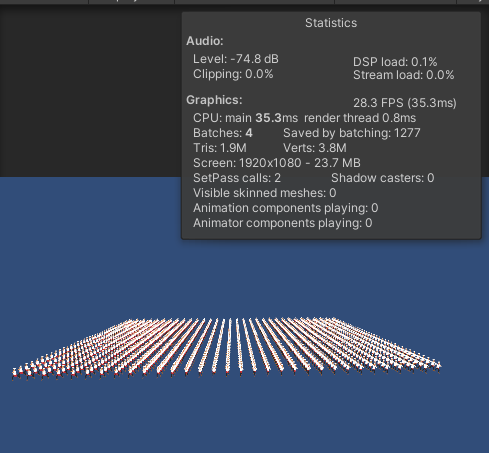 Statistics
Audio:
Level: -74.8 dB DSP load: 0.1%
Clipping: 0.0% Stream load: 0.0%
Graphics: 28.3 FPS (35.3ms)
CPU: main 35.3ms render thread 0.8ms
Batches: 4 Saved by batching: 1277
Tris: 1.9M Verts: 3.8M
Screen: 1920x1080 - 23.7 MB
SetPass calls: 2 Shadow casters: 0
Visible skinned meshes: 0
Animation components playing: 0
Animator components playing: 0